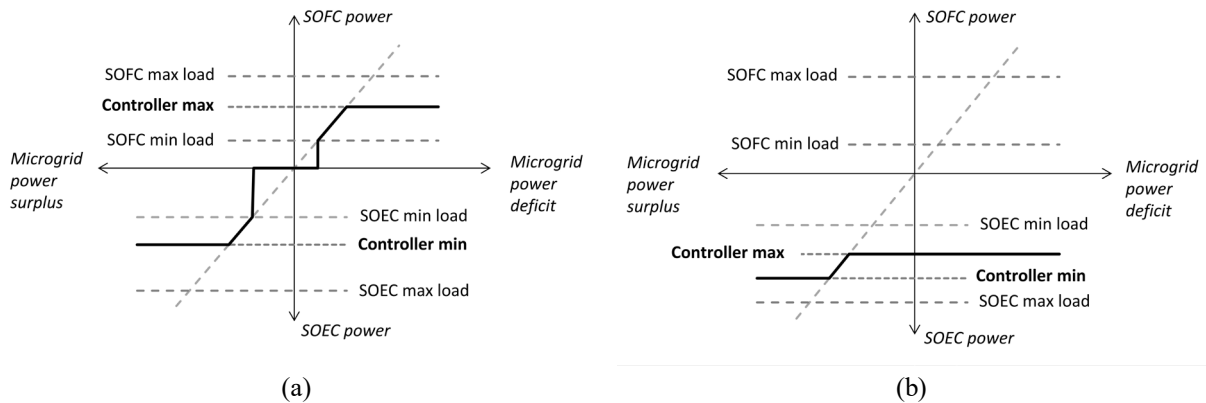 SOFC power
SOFC max load
Controller max
SOFC min load
Microgrid
power
surplus
Microgrid
power
deficit
SOEC min load
Controller min
SOEC max load
SOEC power
(a)
SOFC power
SOFC max load
SOFC min load
Microgrid
power
surplus
Microgrid
power
deficit
SOEC min load
Controller max
Controller min
SOEC max load
SOEC power
(b)